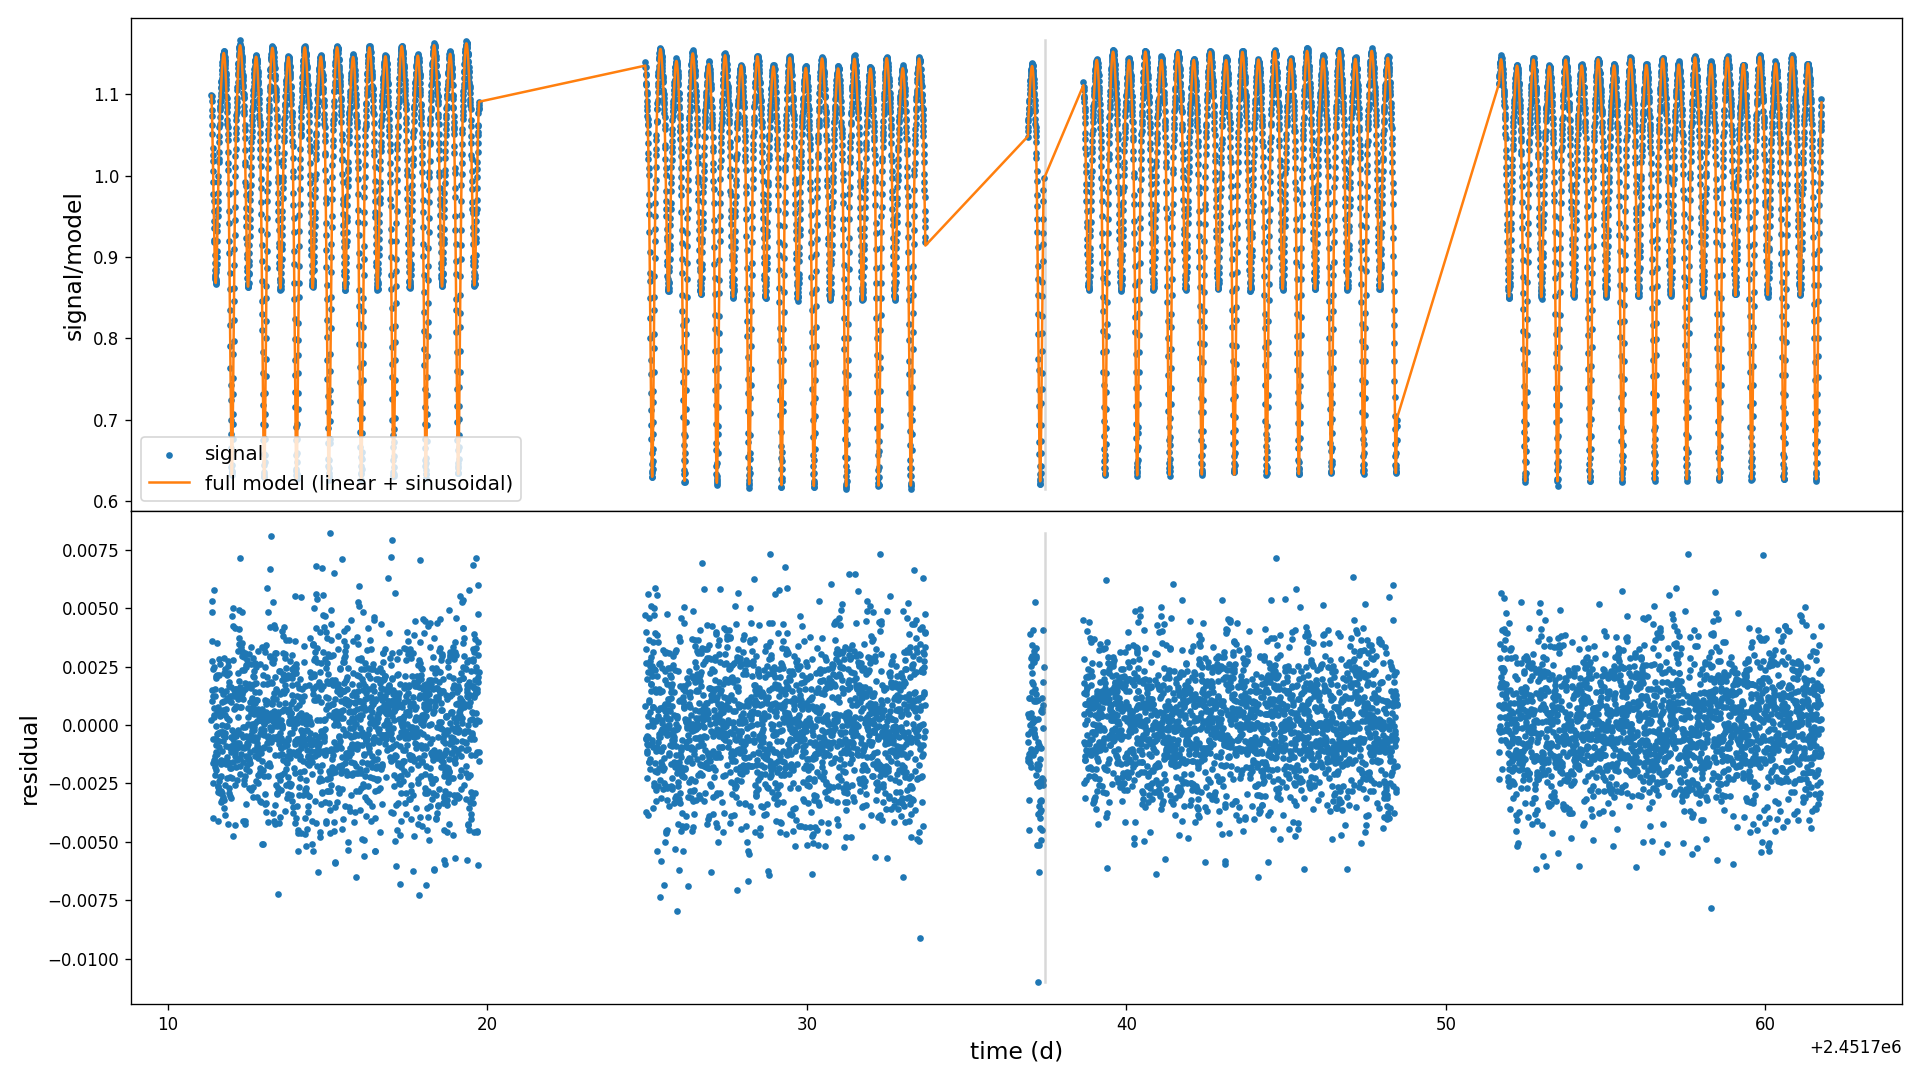 signal/model
1.1
1.0
0.9
0.8
0.7
0.6
signal
full model (linear + sinusoidal)
residual
0.0075
0.0050
0.0025
0.0000
−0.0025
−0.0050
−0.0075
−0.0100
10 20 30 40 50 60
time (d)
+2.4517e6